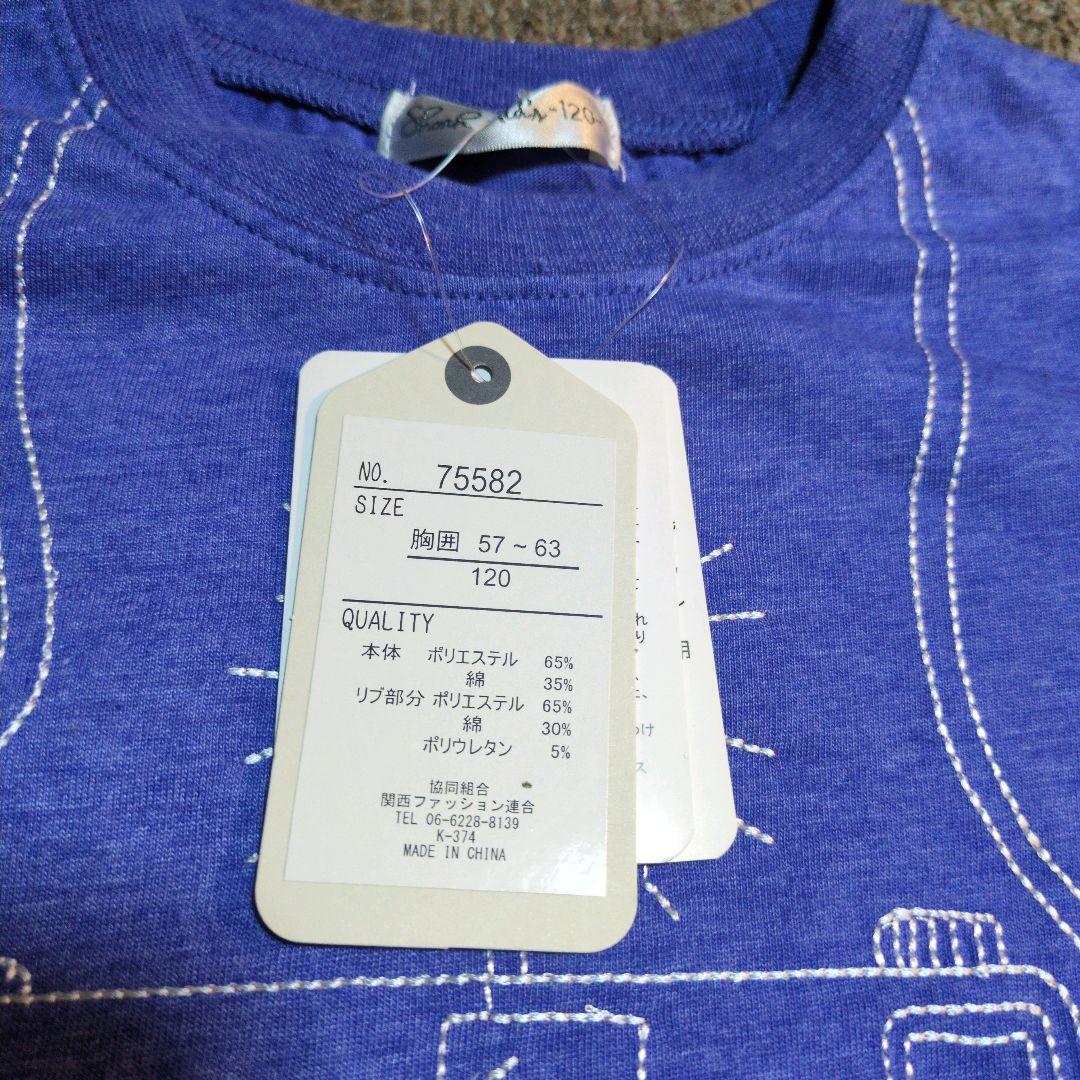 -120-
NO. 75582
SIZE
胸囲 57~63
120
QUALITY
本体 ポリエステル 65%
綿 35%
リブ部分 ポリエステル 65%
綿 30%
ポリウレタン 5%
協同組合
関西ファッション連合
TEL 06-6228-8139
K-374
MADE IN CHINA